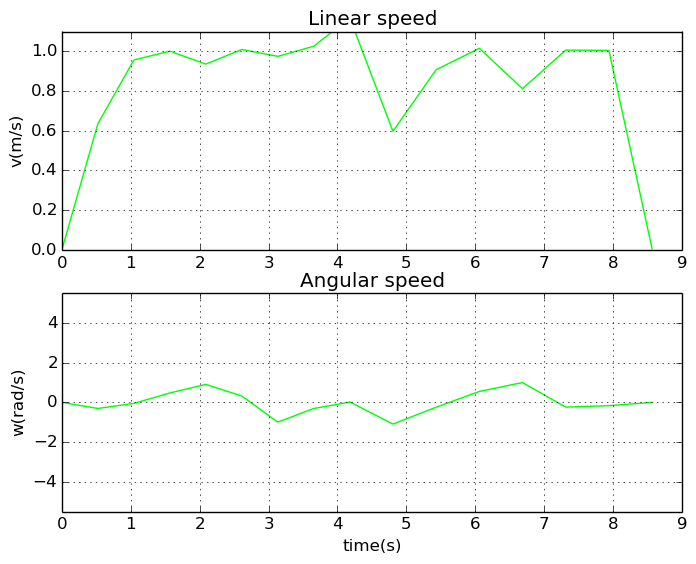 Linear speed
1.0
0.8
0.6
0.4
0.2
0.0
v(m/s)
0 1 2 3 4 5 6 7 8 9
Angular speed
4
2
0
−2
−4
w(rad/s)
0 1 2 3 4 5 6 7 8 9
time(s)